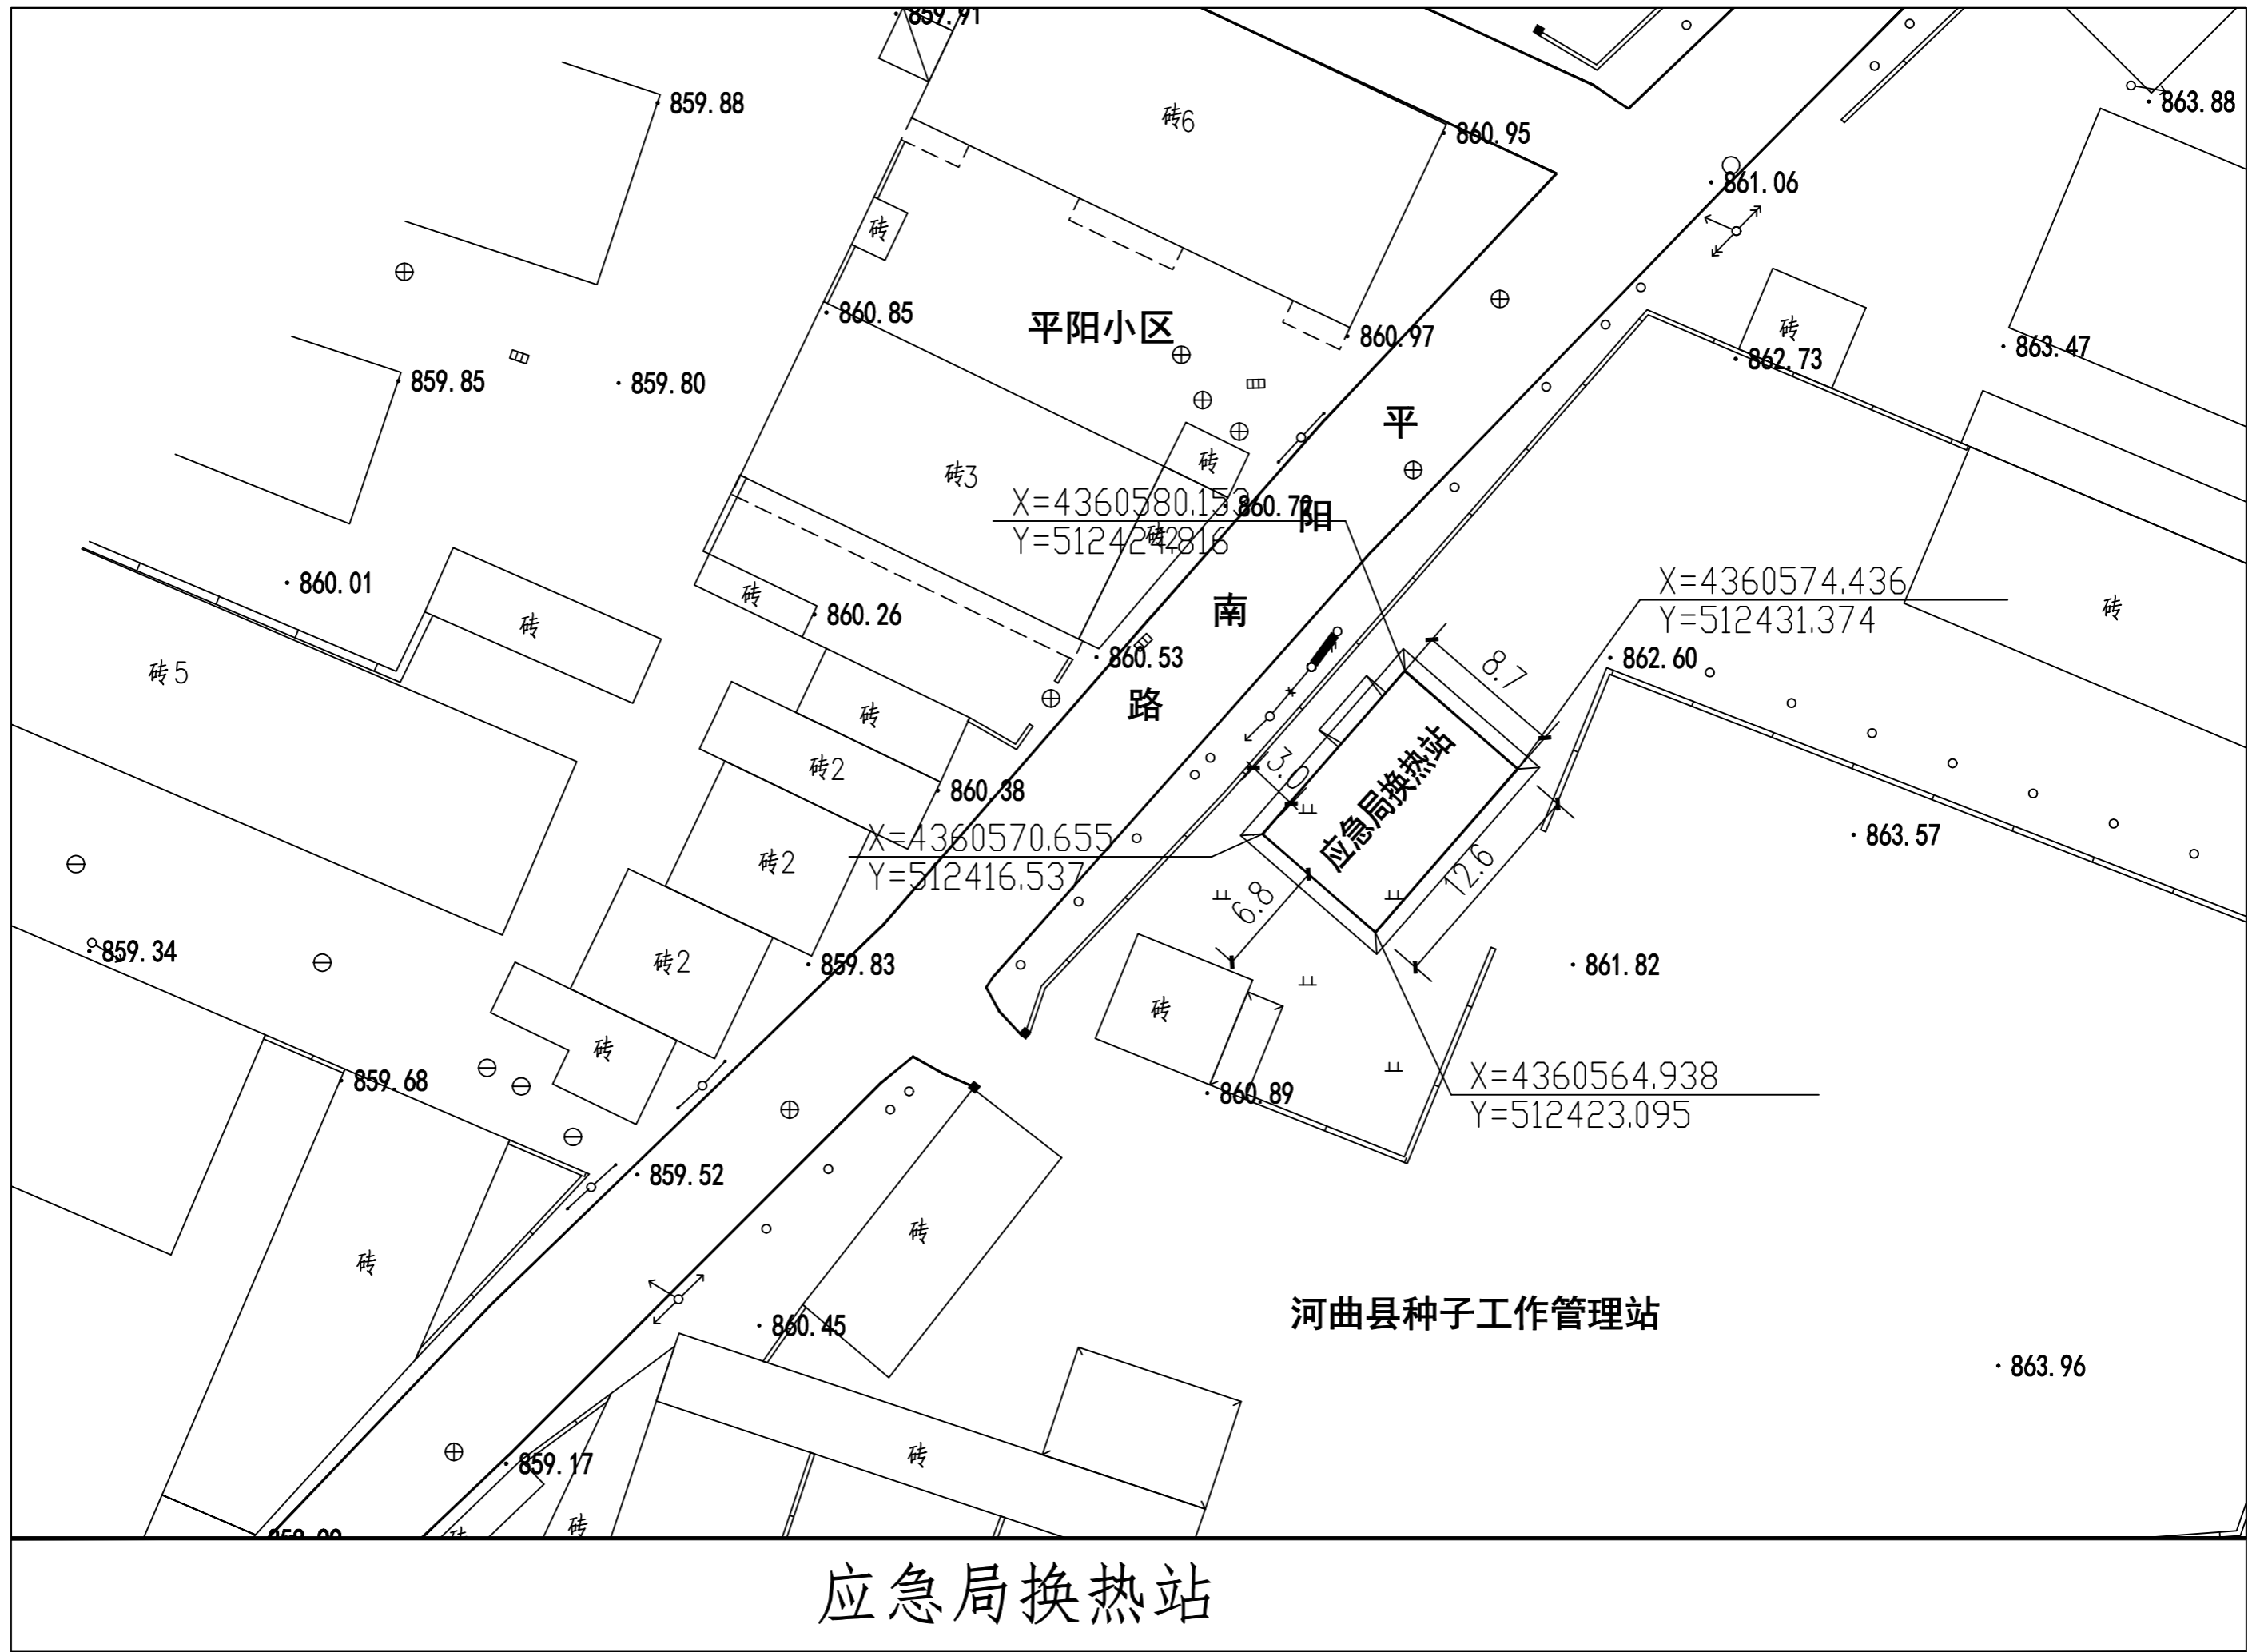 859.91
859.88
砖6
860.95
863.88
861.06
砖
860.85
平阳小区
860.97
砖
862.73
863.47
859.85
859.80
平
砖3
砖
X=4360580.153
860.72
阳
Y=512424.816
砖2
860.01
X=4360574.436
砖
砖
860.26
南
Y=512431.374
砖
砖5
860.53
862.60
8.7
路
砖
砖2
3.0
应急局换热站
860.38
X=4360570.655
863.57
砖2
Y=512416.537
12.6
6.8
859.34
砖2
859.83
861.82
砖
砖
859.68
860.89
X=4360564.938
Y=512423.095
859.52
砖
砖
河曲县种子工作管理站
860.45
863.96
砖
859.17
砖
砖
应急局换热站